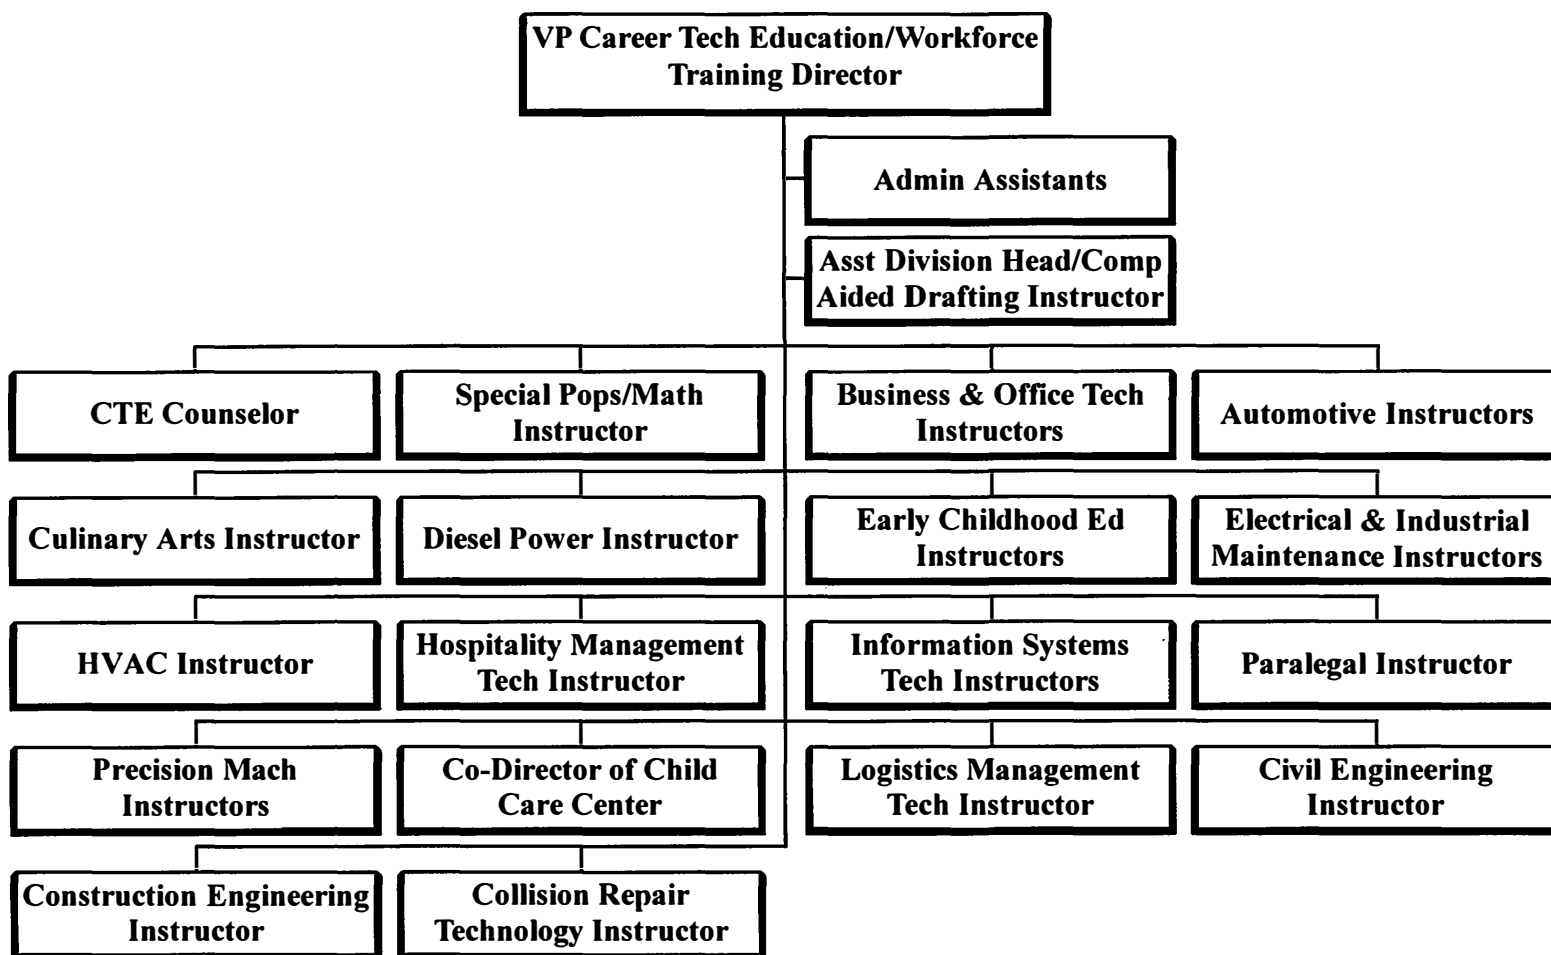 VP Career Tech Education/Workforce
Training Director
Admin Assistants
Asst Division Head/Comp
Aided Drafting Instructor
CTE Counselor
Special Pops/Math
Instructor
Business & Office Tech
Instructors
Automotive Instructors
Culinary Arts Instructor
Diesel Power Instructor
Early Childhood Ed
Instructors
Electrical & Industrial
Maintenance Instructors
HVAC Instructor
Hospitality Management
Tech Instructor
Information Systems
Tech Instructors
Paralegal Instructor
Precision Mach
Instructors
Co-Director of Child
Care Center
Logistics Management
Tech Instructor
Civil Engineering
Instructor
Construction Engineering
Instructor
Collision Repair
Technology Instructor